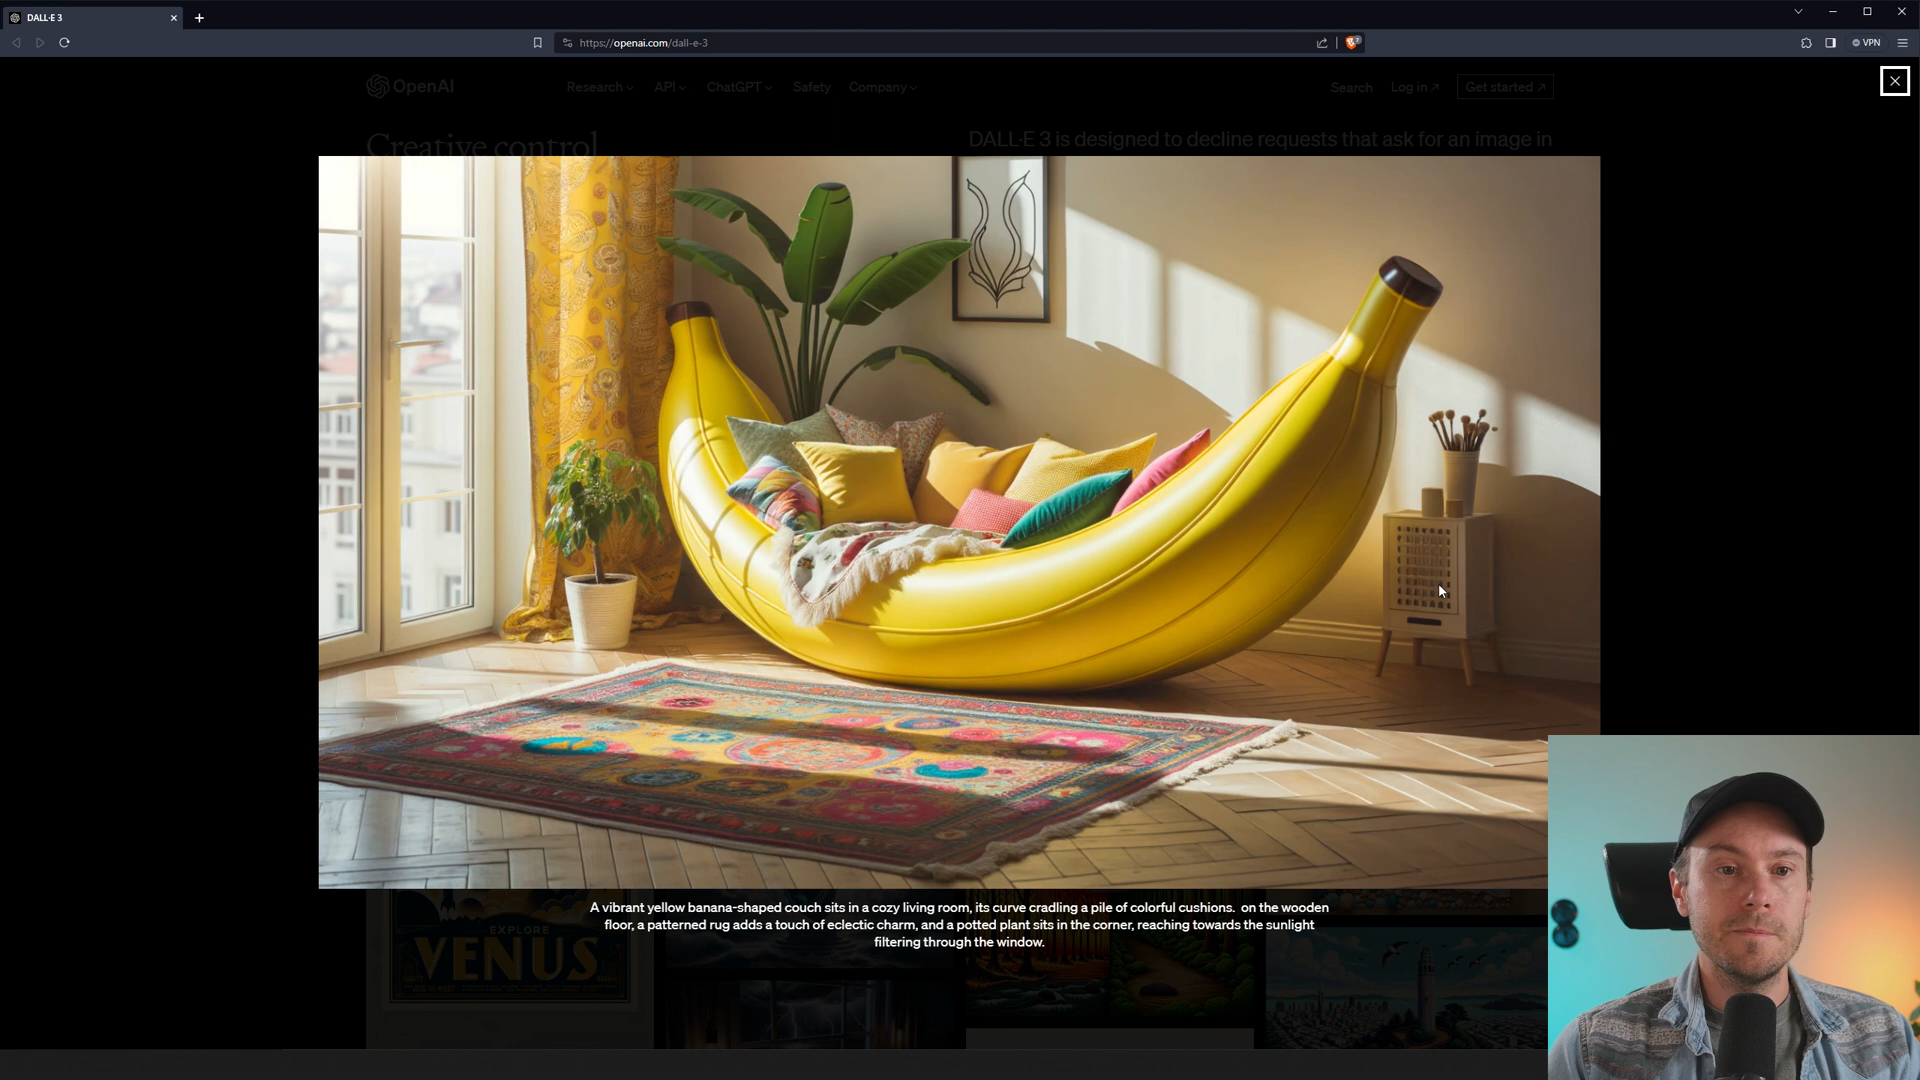 DALL·E 3
https://openai.com/dall-e-3
VPN
OpenAI
Research
API
ChatGPT
Safety
Company
Search
Log in
Get started
Creative control
DALL·E 3 is designed to decline requests that ask for an image in
A vibrant yellow banana-shaped couch sits in a cozy living room, its curve cradling a pile of colorful cushions. on the wooden
floor, a patterned rug adds a touch of eclectic charm, and a potted plant sits in the corner, reaching towards the sunlight
filtering through the window.
EXPLORE
VENUS